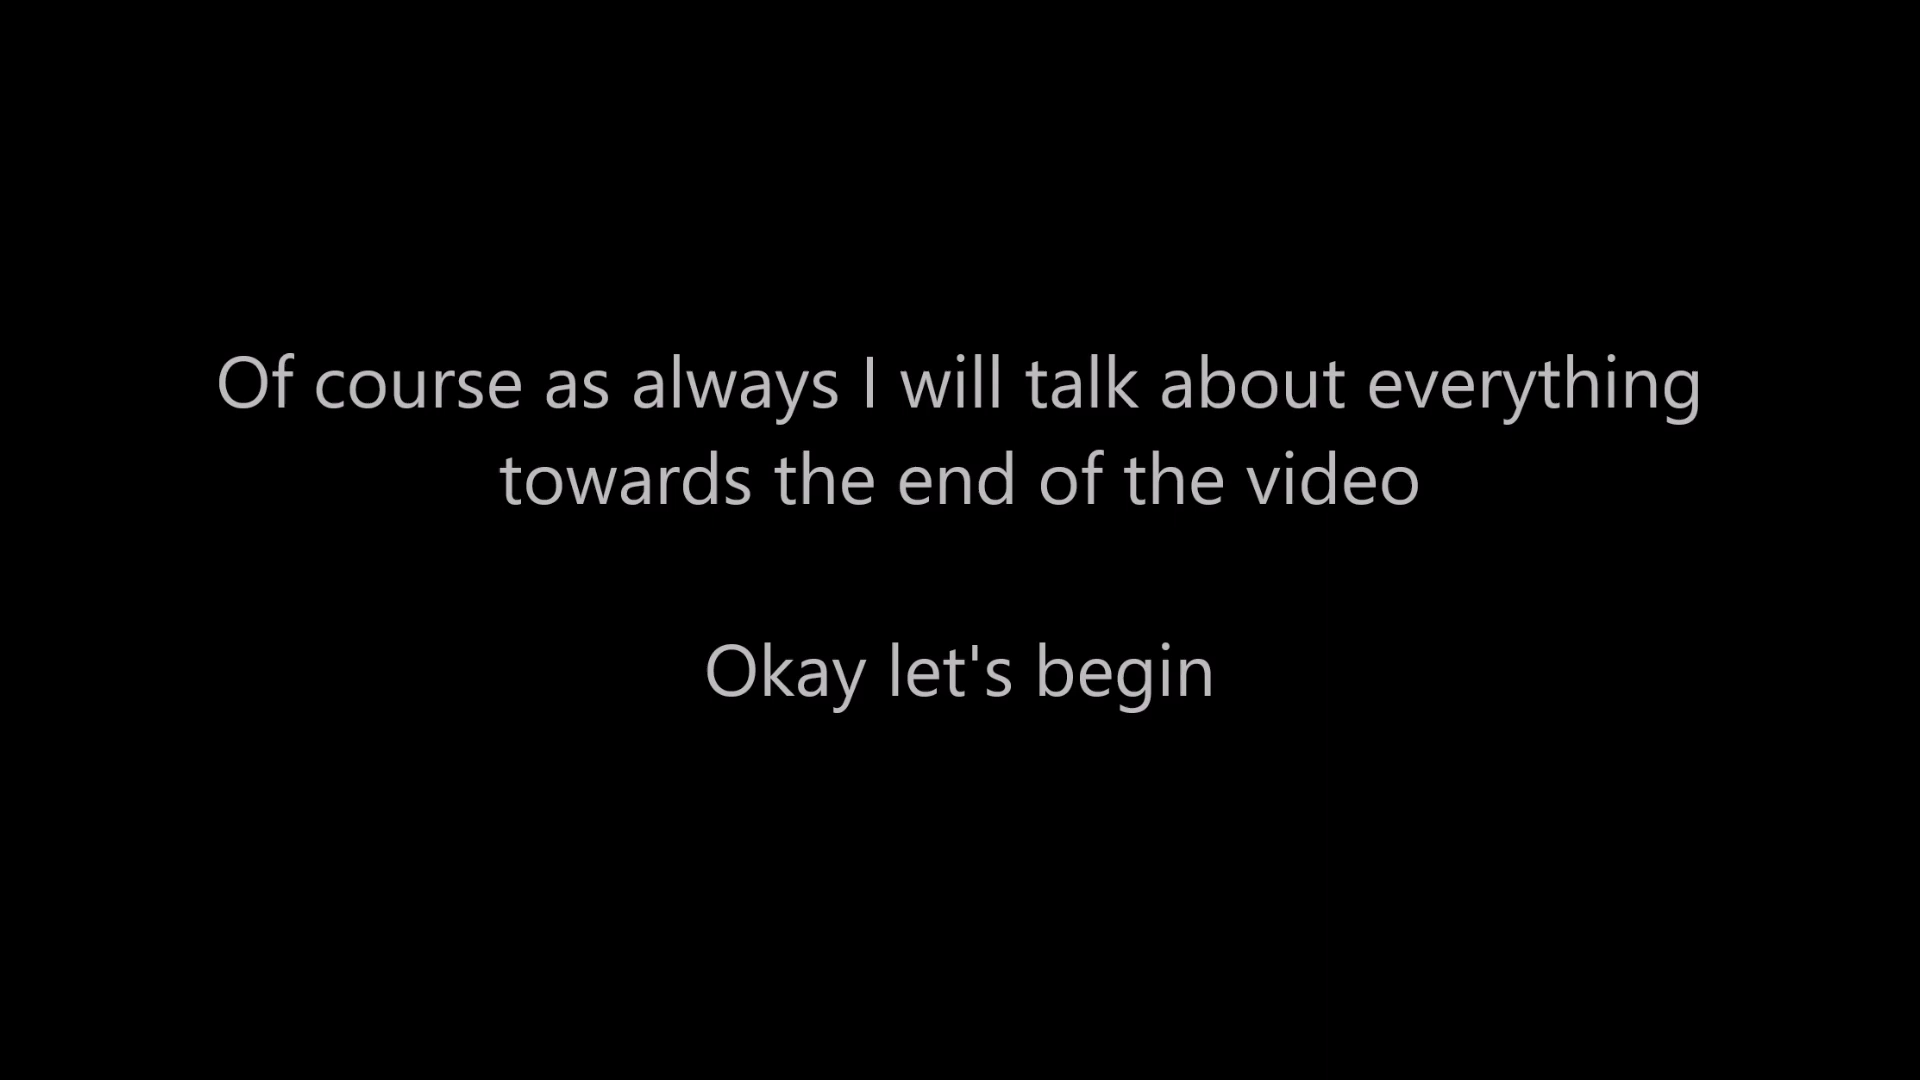 Of course as always I will talk about everything
towards the end of the video
Okay let's begin